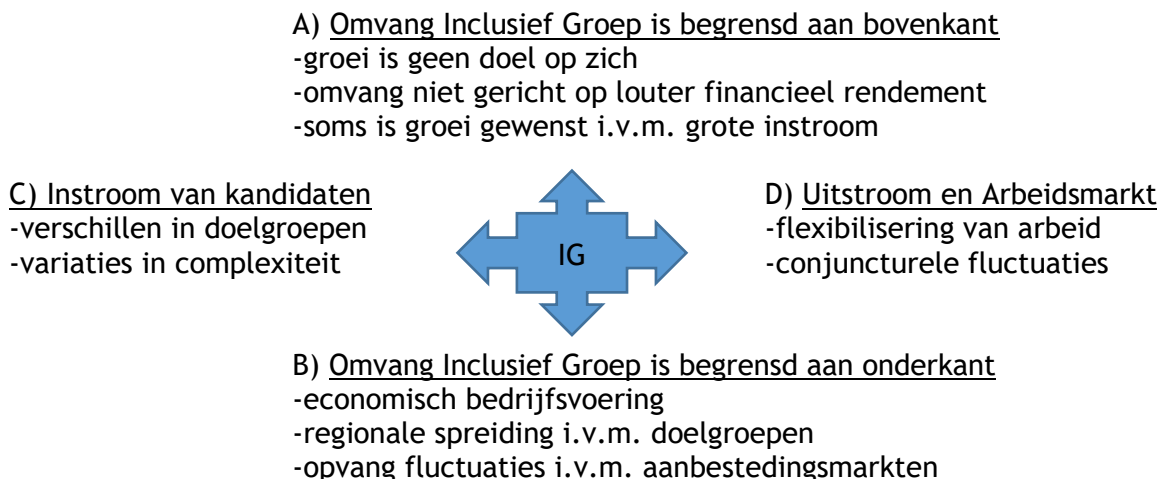 A) Omvang Inclusief Groep is begrensd aan bovenkant
-groei is geen doel op zich
-omvang niet gericht op louter financieel rendement
-soms is groei gewenst i.v.m. grote instroom
C) Instroom van kandidaten
-verschillen in doelgroepen
-variaties in complexiteit
IG
D) Uitstroom en Arbeidsmarkt
-flexibilisering van arbeid
-conjuncturele fluctuaties
B) Omvang Inclusief Groep is begrensd aan onderkant
-economisch bedrijfsvoering
-regionale spreiding i.v.m. doelgroepen
-opvang fluctuaties i.v.m. aanbestedingsmarkten